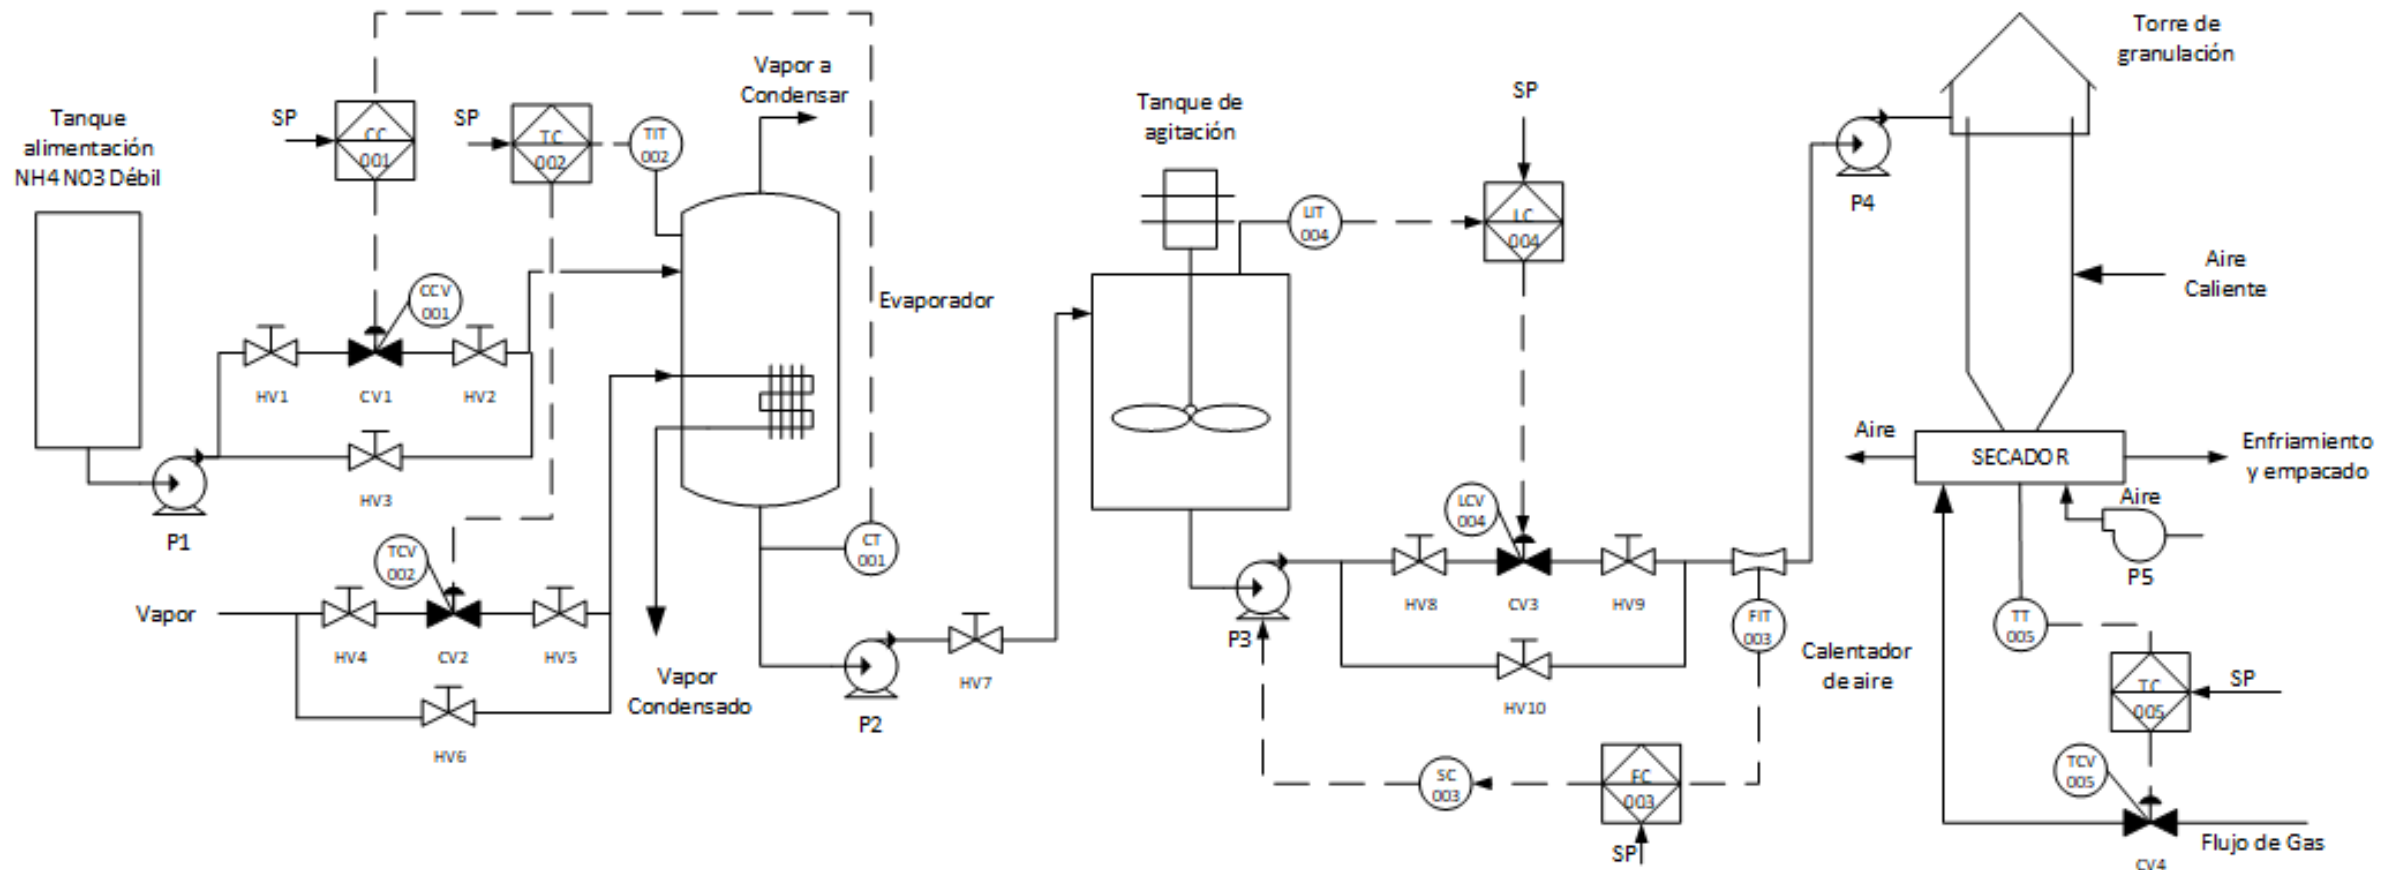 Tanque
alimentación
NH4 N03 Débil
SP
CC
001
SP
TC
002
TIT
002
Vapor a
Condensar
CCV
001
Evaporador
HV1
CV1
HV2
HV3
P1
TCV
002
CT
001
Vapor
HV4
CV2
HV5
HV6
Vapor
Condensado
P2
HV7
Tanque de
agitación
LIT
004
SP
LC
004
LCV
004
P3
HV8
CV3
HV9
HV10
FIT
003
Calentador
de aire
SC
003
FC
003
SP
P4
Torre de
granulación
Aire
Caliente
Aire
SECADOR
Enfriamiento
y empacado
Aire
P5
TT
005
TC
005
SP
TCV
005
CV4
Flujo de Gas